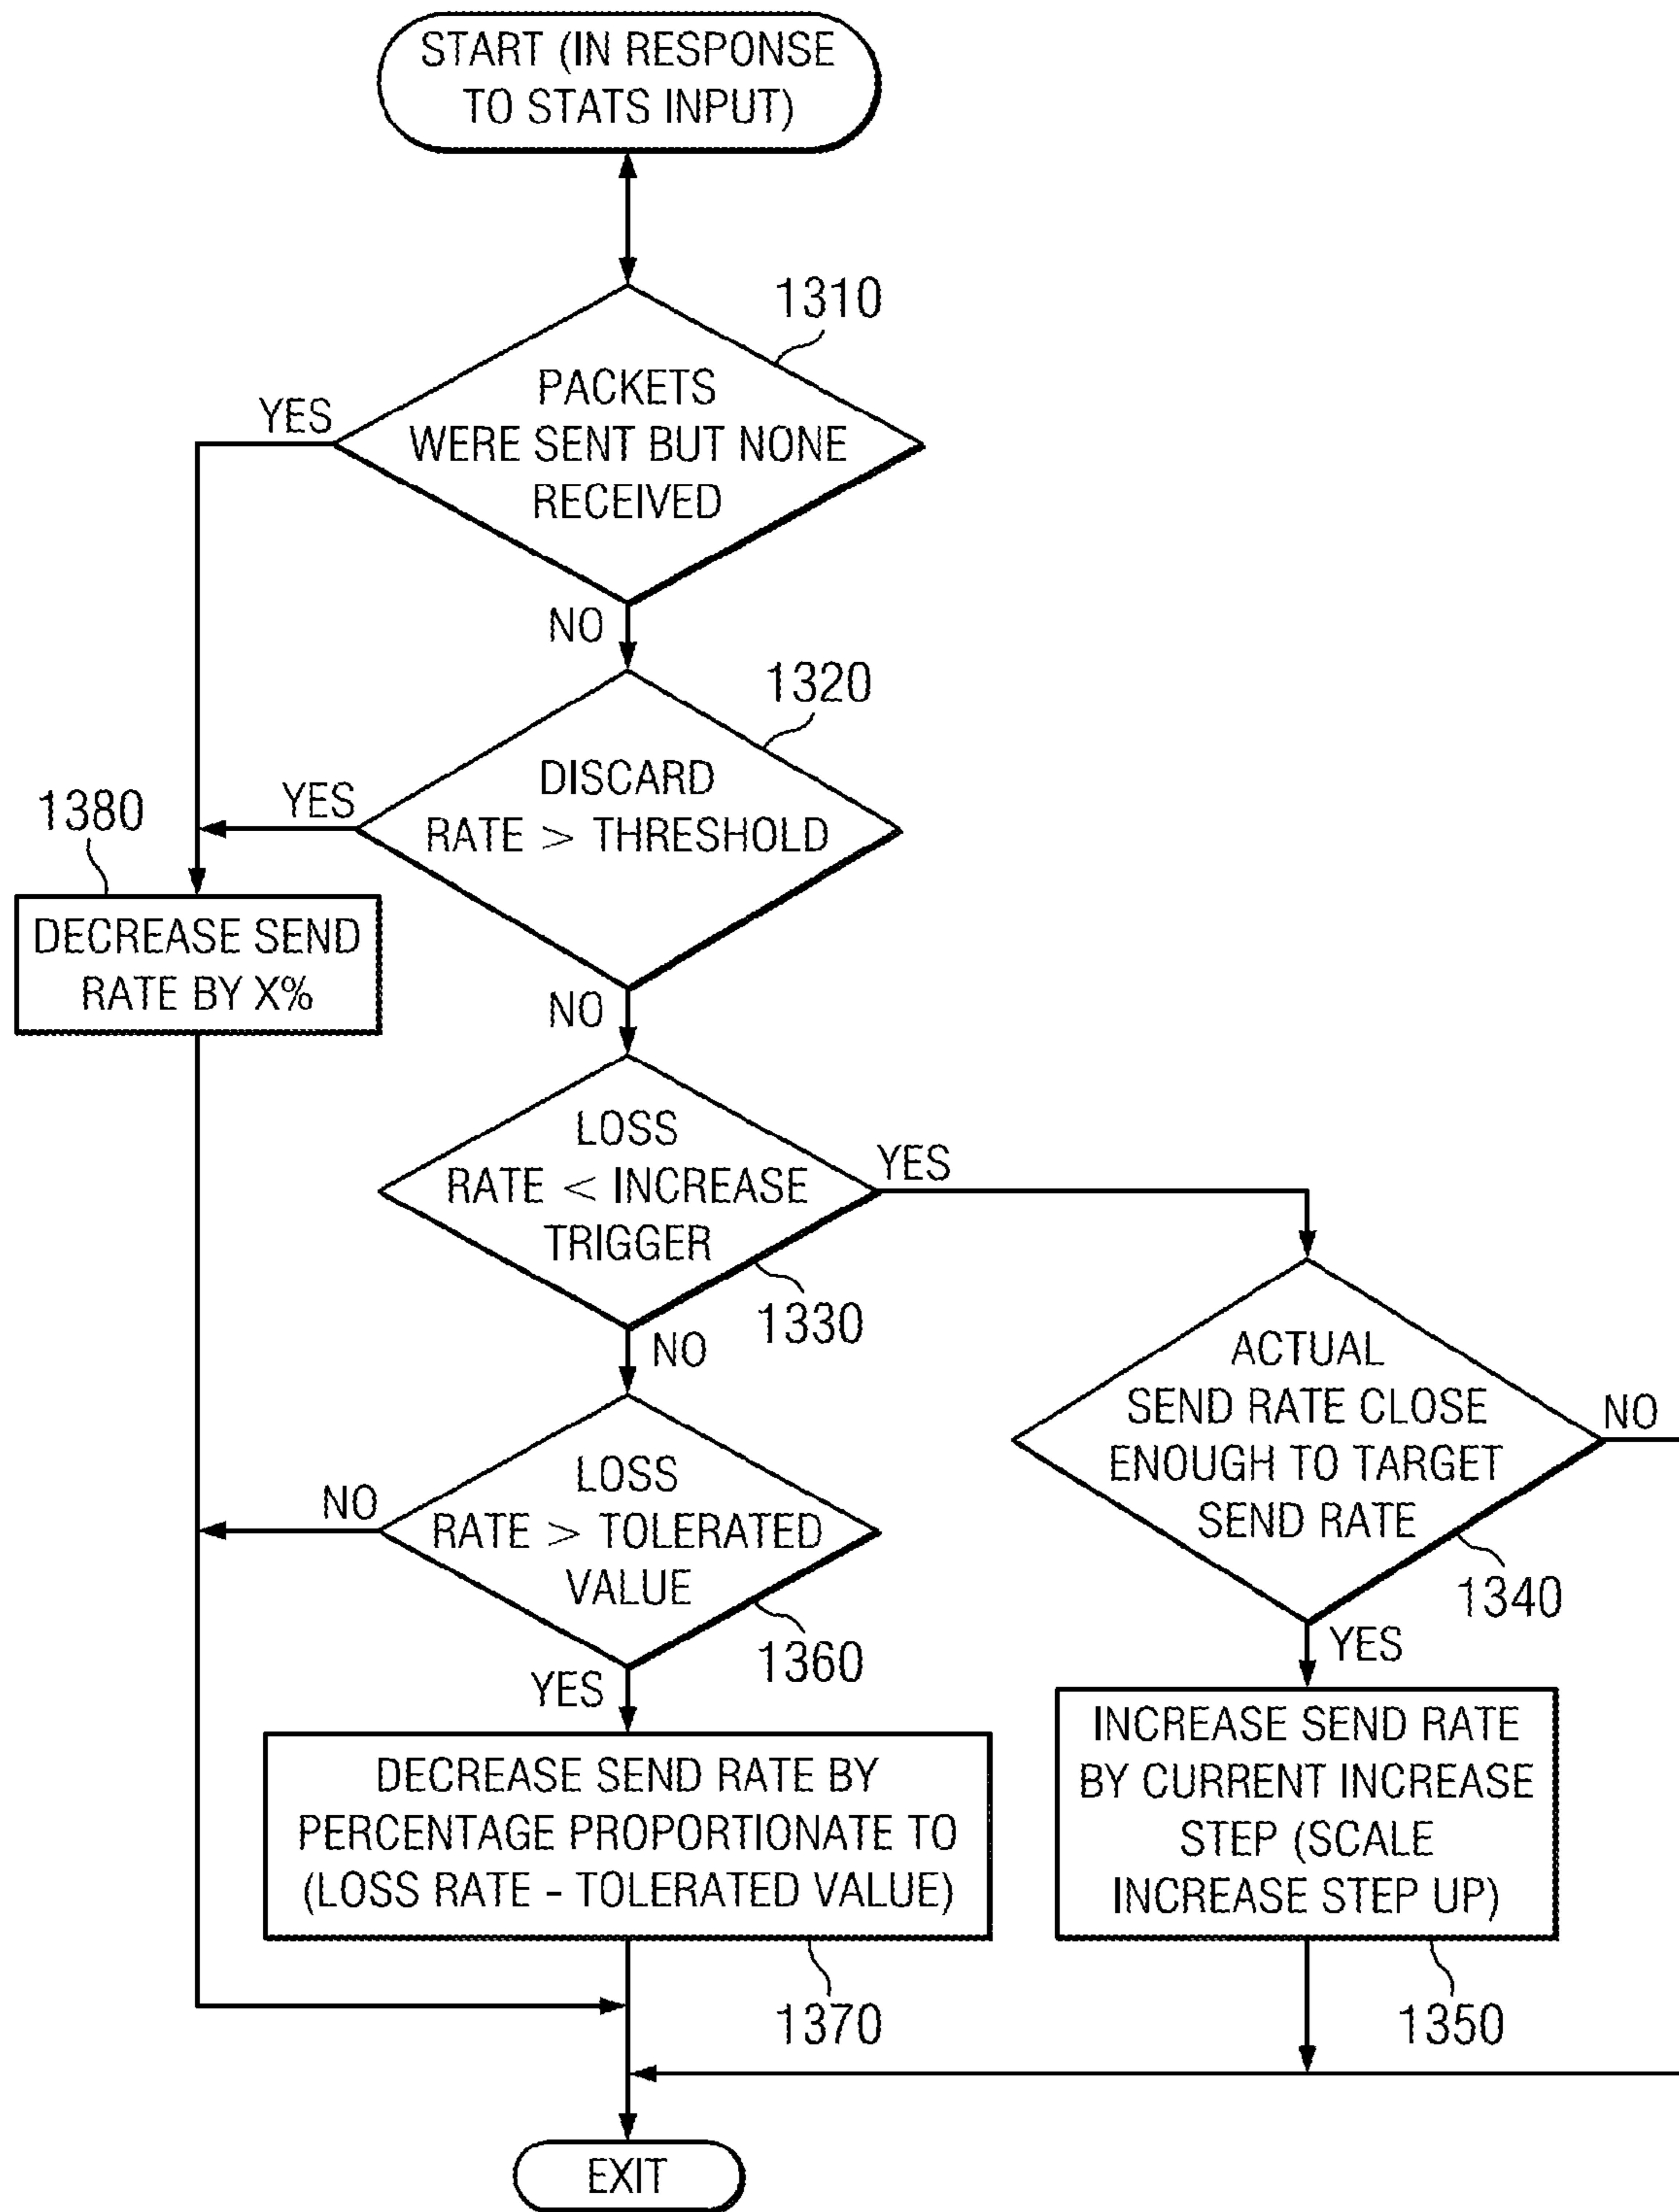 START (IN RESPONSE
TO STATS INPUT)
1310
PACKETS
WERE SENT BUT NONE
RECEIVED
YES
NO
1320
DISCARD
RATE > THRESHOLD
YES
NO
1380
DECREASE SEND
RATE BY X%
LOSS
RATE < INCREASE
TRIGGER
YES
1330
NO
ACTUAL
SEND RATE CLOSE
ENOUGH TO TARGET
SEND RATE
NO
1340
YES
LOSS
RATE > TOLERATED
VALUE
NO
1360
YES
DECREASE SEND RATE BY
PERCENTAGE PROPORTIONATE TO
(LOSS RATE - TOLERATED VALUE)
1370
INCREASE SEND RATE
BY CURRENT INCREASE
STEP (SCALE
INCREASE STEP UP)
1350
EXIT